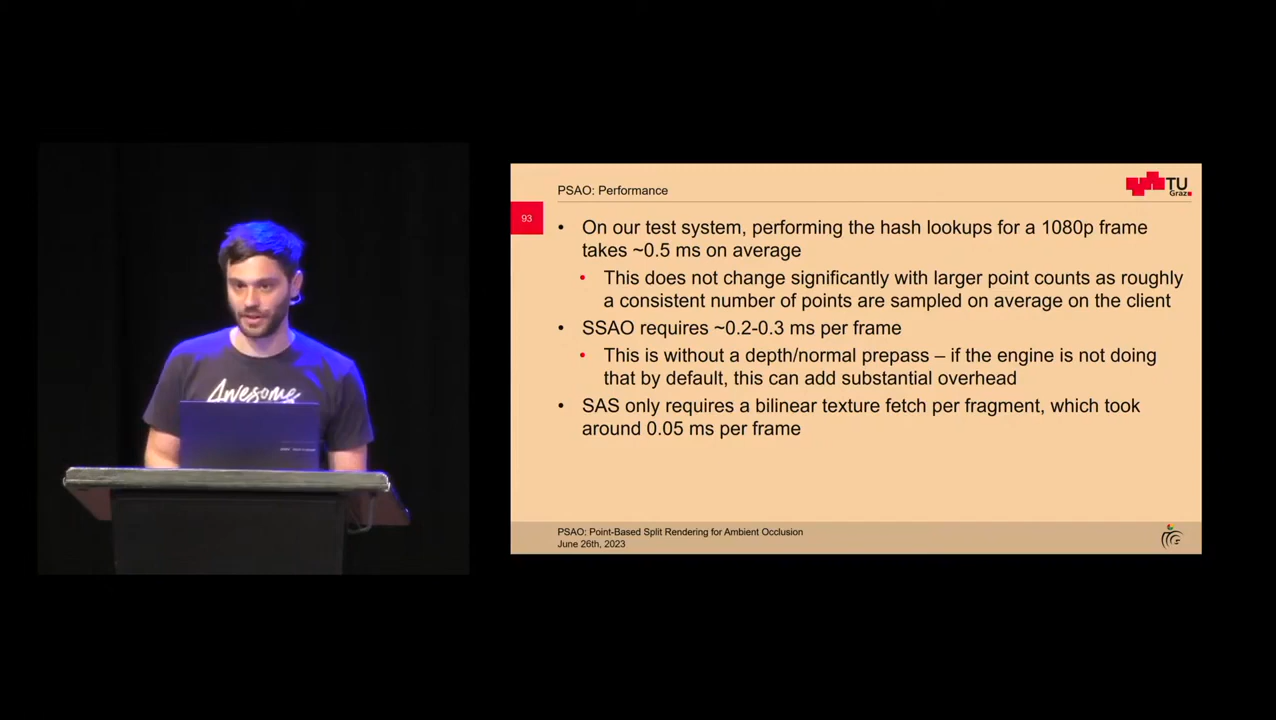 Awesome
PSAO: Performance
TU
Graz
93
• On our test system, performing the hash lookups for a 1080p frame
takes ~0.5 ms on average
• This does not change significantly with larger point counts as roughly
a consistent number of points are sampled on average on the client
• SSAO requires ~0.2-0.3 ms per frame
• This is without a depth/normal prepass – if the engine is not doing
that by default, this can add substantial overhead
• SAS only requires a bilinear texture fetch per fragment, which took
around 0.05 ms per frame
PSAO: Point-Based Split Rendering for Ambient Occlusion
June 26th, 2023